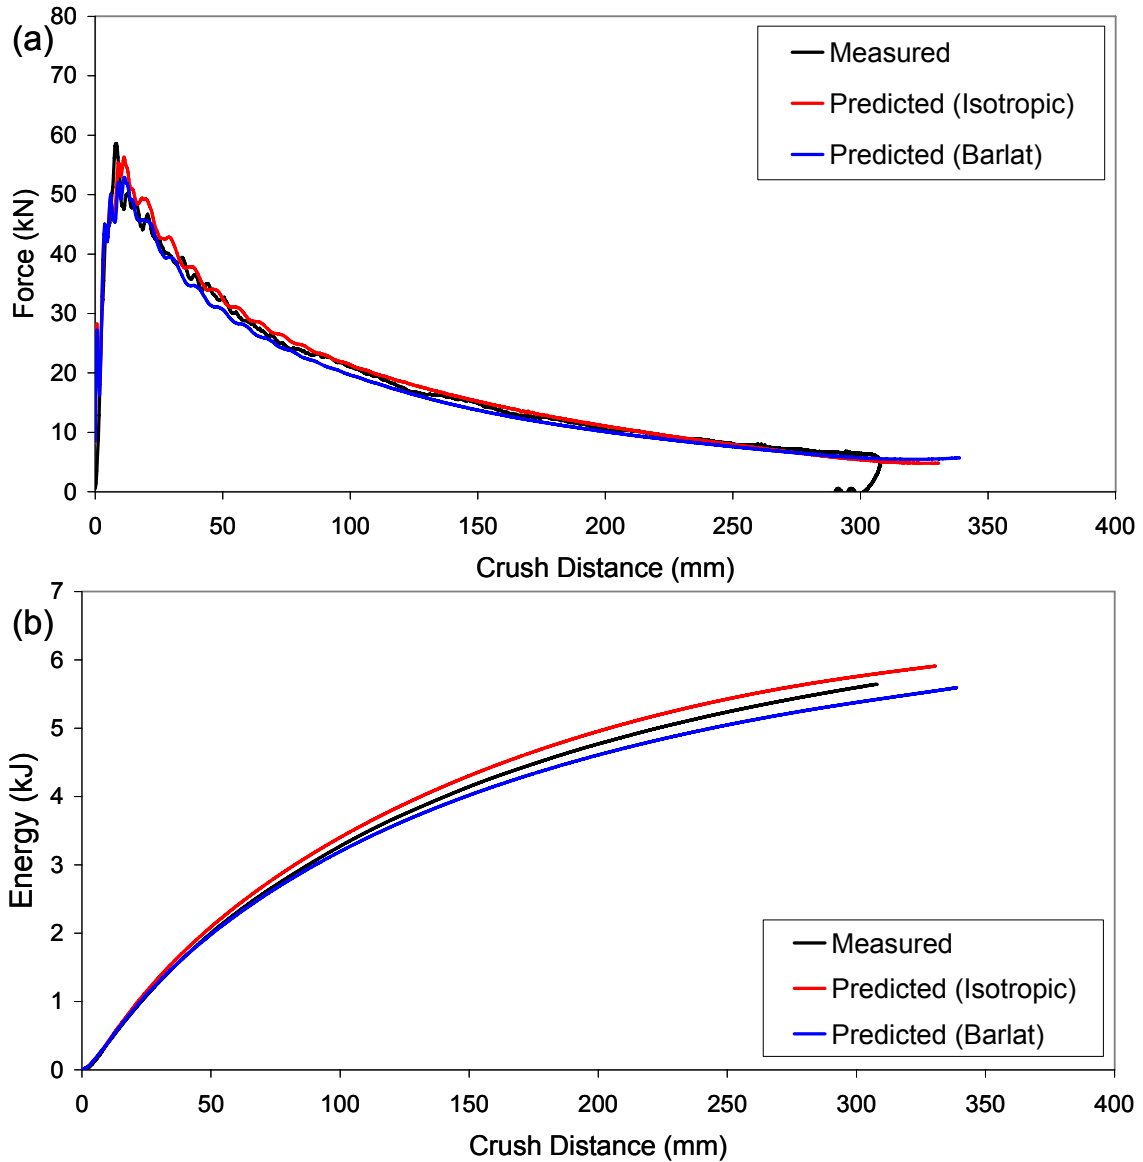 (a)
80
70
60
50
40
30
20
10
0
Force (kN)
Measured
Predicted (Isotropic)
Predicted (Barlat)
0 50 100 150 200 250 300 350 400
Crush Distance (mm)
(b)
7
6
5
4
3
2
1
0
Energy (kJ)
Measured
Predicted (Isotropic)
Predicted (Barlat)
0 50 100 150 200 250 300 350 400
Crush Distance (mm)